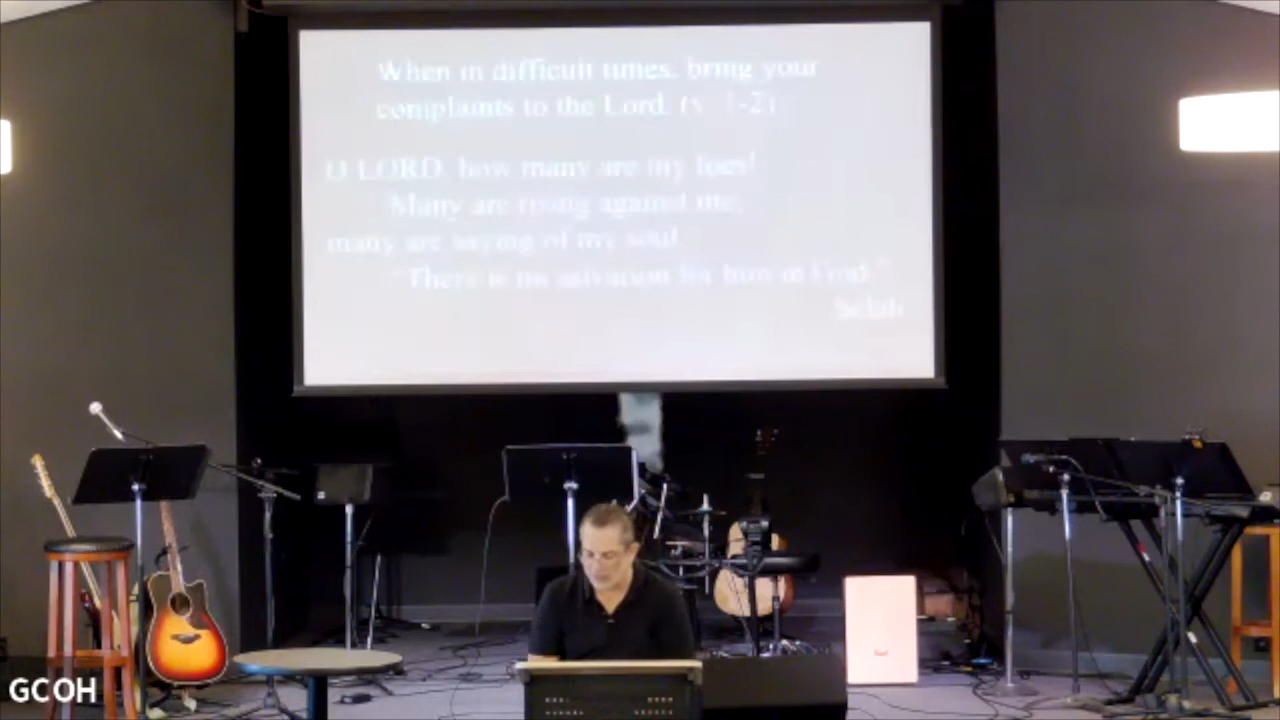 When in difficult times, bring your
complaints to the Lord. (v. 1-2)
O LORD, how many are my foes!
Many are rising against me;
many are saying of my soul,
"There is no salvation for him in God."
Selah
GCOH